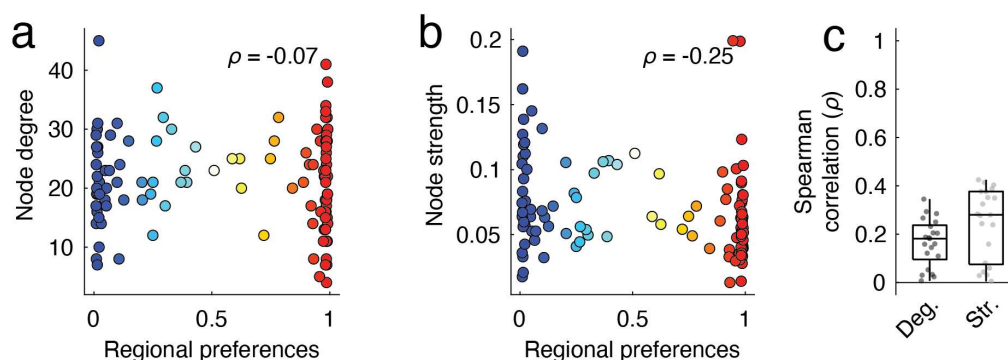 a
ρ = -0.07
Node degree
40
30
20
10
0
0.5
1
Regional preferences
b
ρ = -0.25
Node strength
0.2
0.15
0.1
0.05
0
0.5
1
Regional preferences
c
Spearman
correlation (ρ)
1
0.8
0.6
0.4
0.2
0
Deg.
Str.